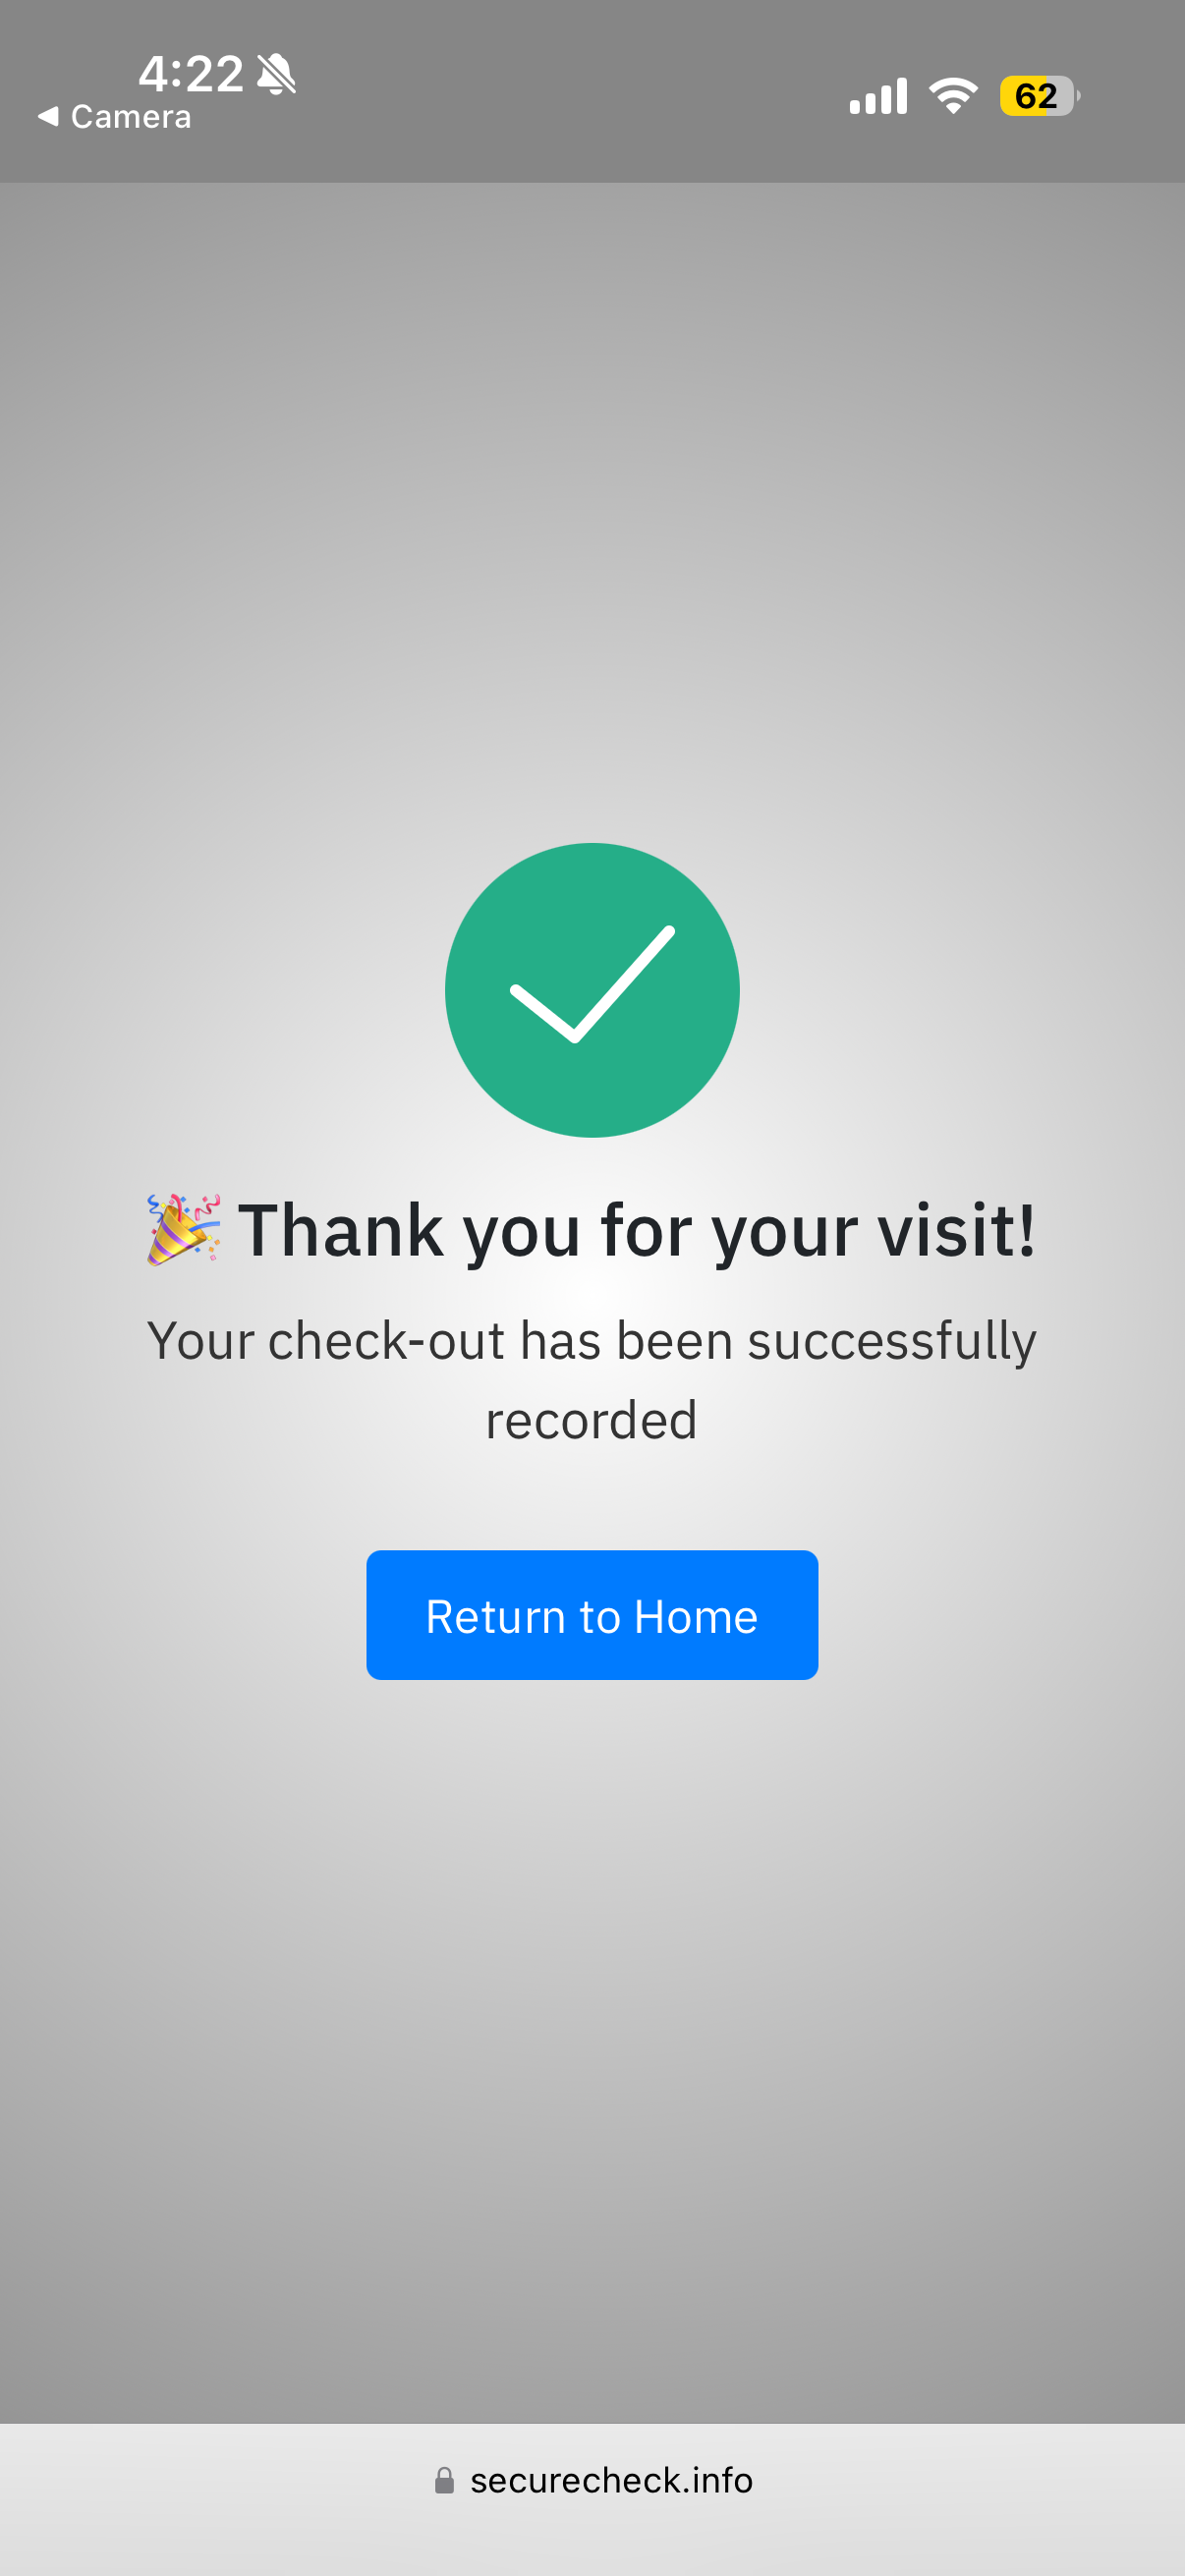 4:22
Camera
62
🎉 Thank you for your visit!
Your check-out has been successfully
recorded
Return to Home
securecheck.info